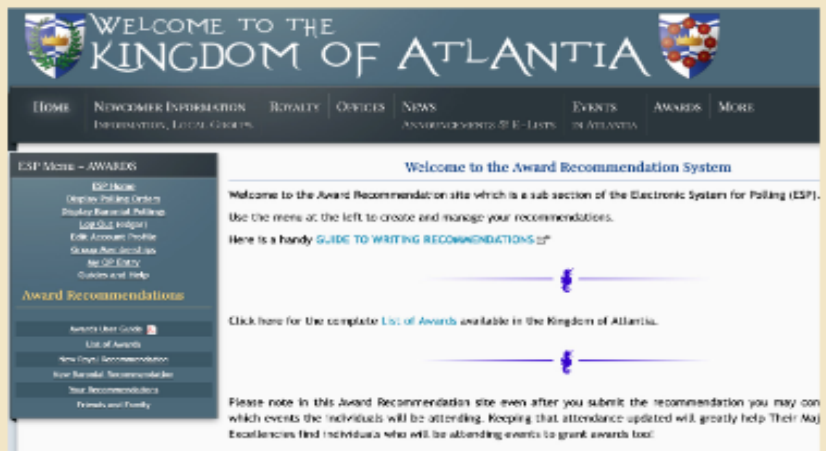 WELCOME TO THE
KINGDOM OF ATLANTIA
HOME
NEWCOMER INFORMATION
INFORMATION, LOCAL GROUPS
ROYALTY
OFFICES
NEWS
ANNOUNCEMENTS & E-LISTS
EVENTS
IN ATLANTIA
AWARDS
MORE
ESP Menu – AWARDS
ESP Home
Display Polling Orders
Display Baronial Pollings
Log Out
Edit Account Profile
Group Memberships
My OP Entry
Guides and Help
Award Recommendations
Awards User Guide
List of Awards
New Royal Recommendation
New Baronial Recommendation
Your Recommendations
Friends and Family
Welcome to the Award Recommendation System
Welcome to the Award Recommendation site which is a sub section of the Electronic System for Polling (ESP).
Use the menu at the left to create and manage your recommendations.
Here is a handy GUIDE TO WRITING RECOMMENDATIONS
Click here for the complete List of Awards available in the Kingdom of Atlantia.
Please note in this Award Recommendation site even after you submit the recommendation you may con
which events the individuals will be attending. Keeping that attendance updated will greatly help Their Maj
Excellencies find individuals who will be attending events to grant awards too!